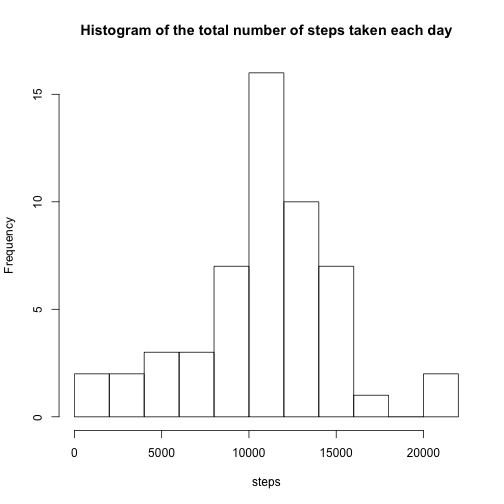 Histogram of the total number of steps taken each day
15
10
5
0
Frequency
0 5000 10000 15000 20000
steps